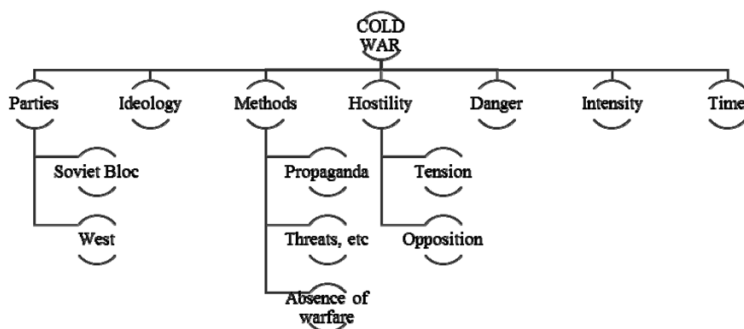 COLD
WAR
Parties Ideology Methods Hostility Danger Intensity Time
Soviet Bloc Propaganda Tension
West Threats, etc Opposition
Absence of
warfare